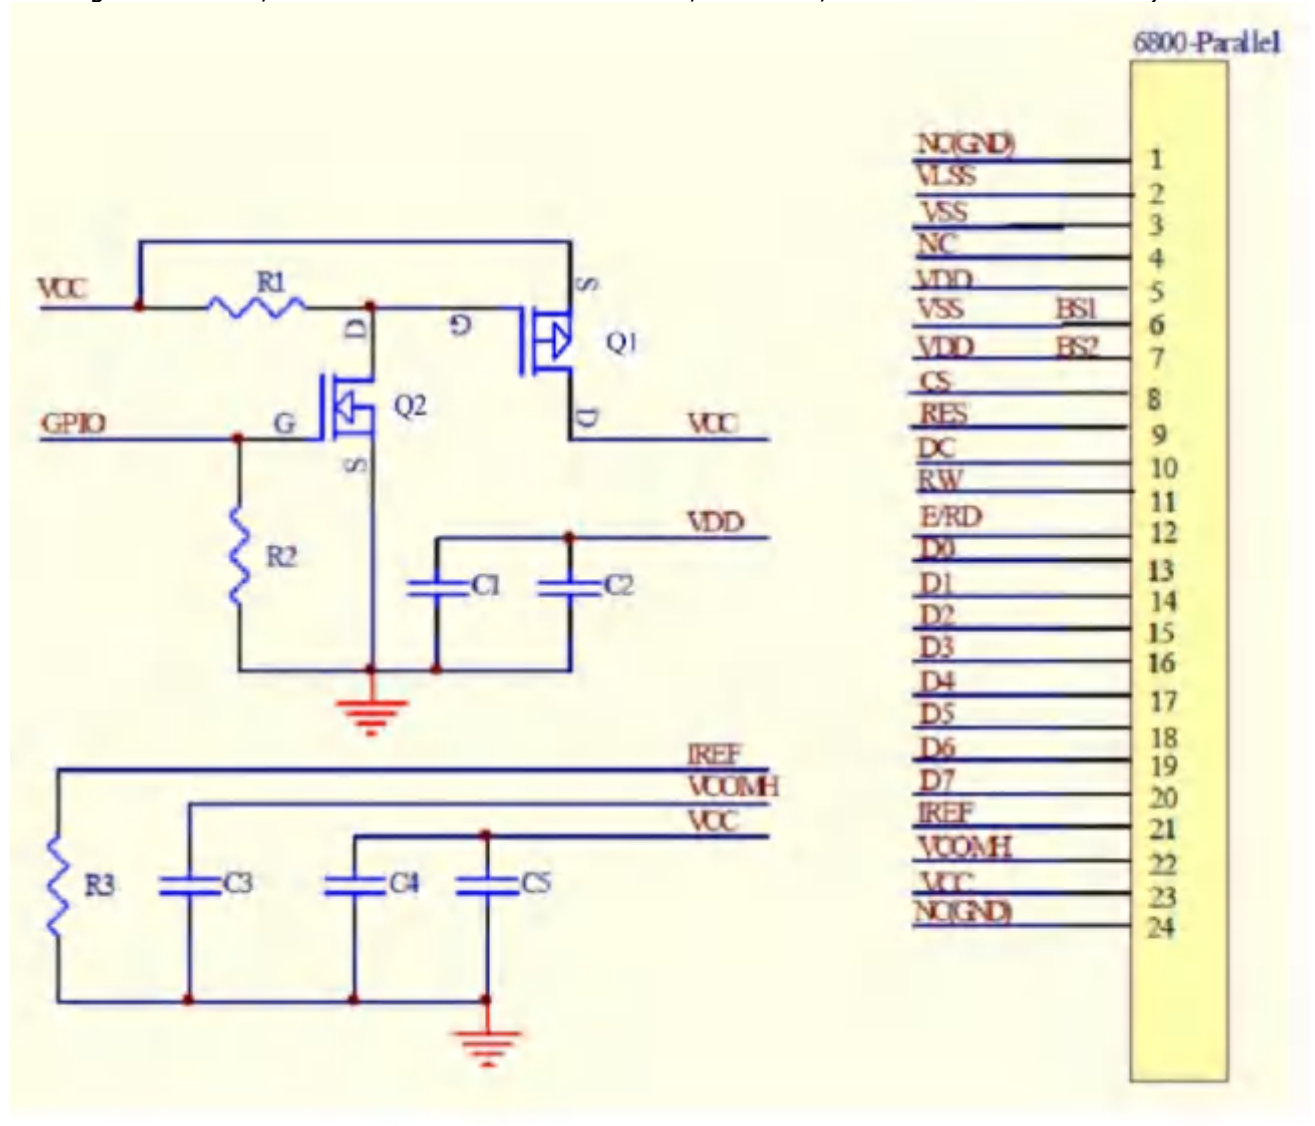 6800-Parallel
NC(GND)
1
VLSS
2
VSS
3
NC
4
VDD
5
VSS BS1
6
VDD BS2
7
CS
8
RES
9
DC
10
RW
11
E/RD
12
D0
13
D1
14
D2
15
D3
16
D4
17
D5
18
D6
19
D7
20
IREF
21
VCOMH
22
VCC
23
NC(GND)
24
VCC
R1
S
D
G
Q1
Q2
GPIO
G
D
VCC
S
VDD
R2
C1
C2
IREF
VCOMH
VCC
R3
C3
C4
C5